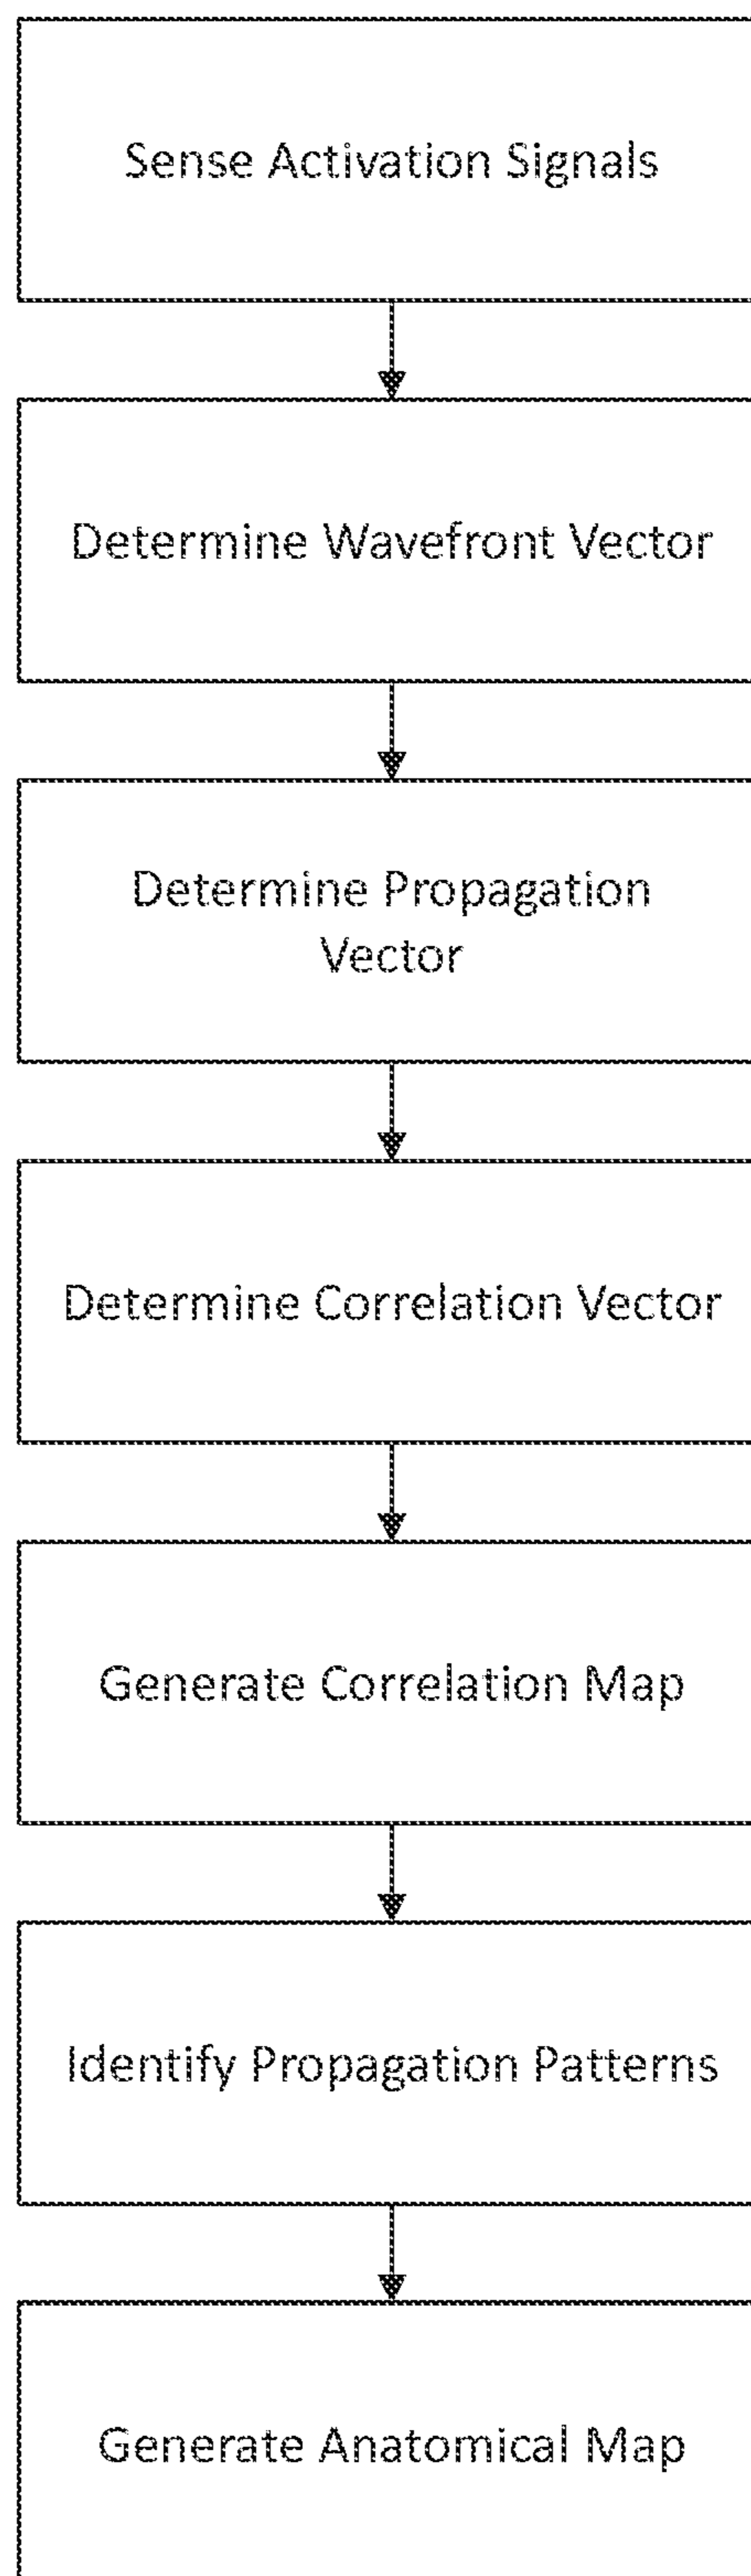 Sense Activation Signals
Determine Wavefront Vector
Determine Propagation
Vector
Determine Correlation Vector
Generate Correlation Map
Identify Propagation Patterns
Generate Anatomical Map